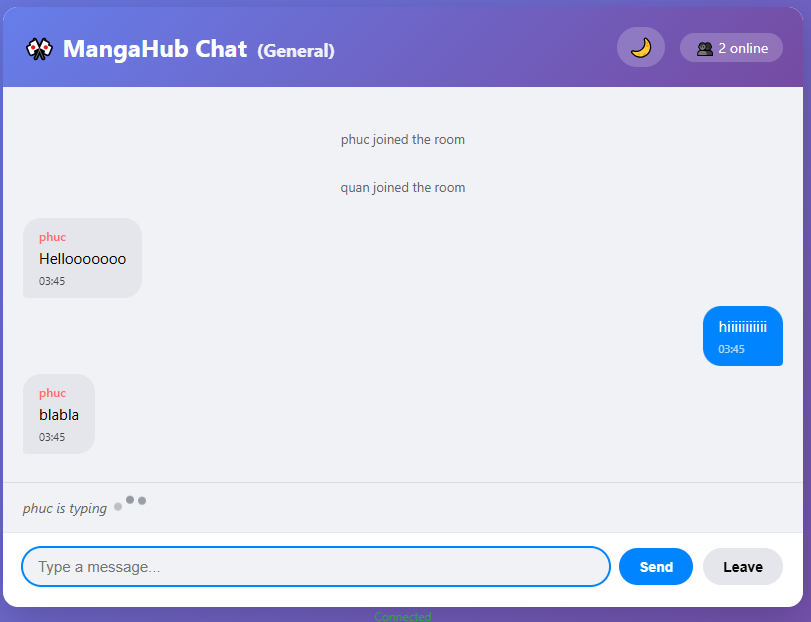 MangaHub Chat (General)
2 online
phuc joined the room
quan joined the room
phuc
Hellooooooo
03:45
hiiiiiiiiiii
03:45
phuc
blabla
03:45
phuc is typing
Type a message...
Send
Leave
Connected